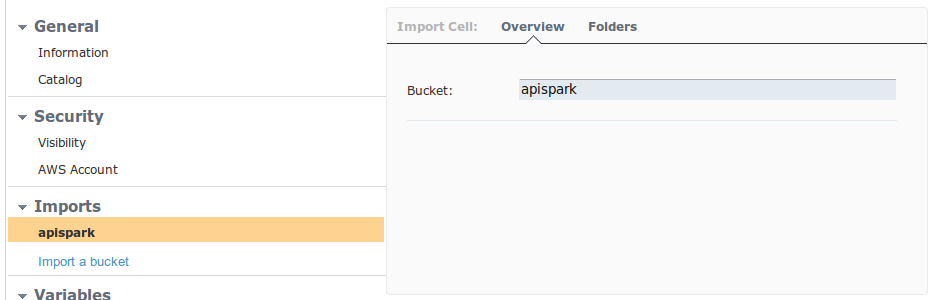 General
Information
Catalog
Security
Visibility
AWS Account
Imports
apispark
Import a bucket
Variables
Import Cell: Overview Folders
Bucket: apispark